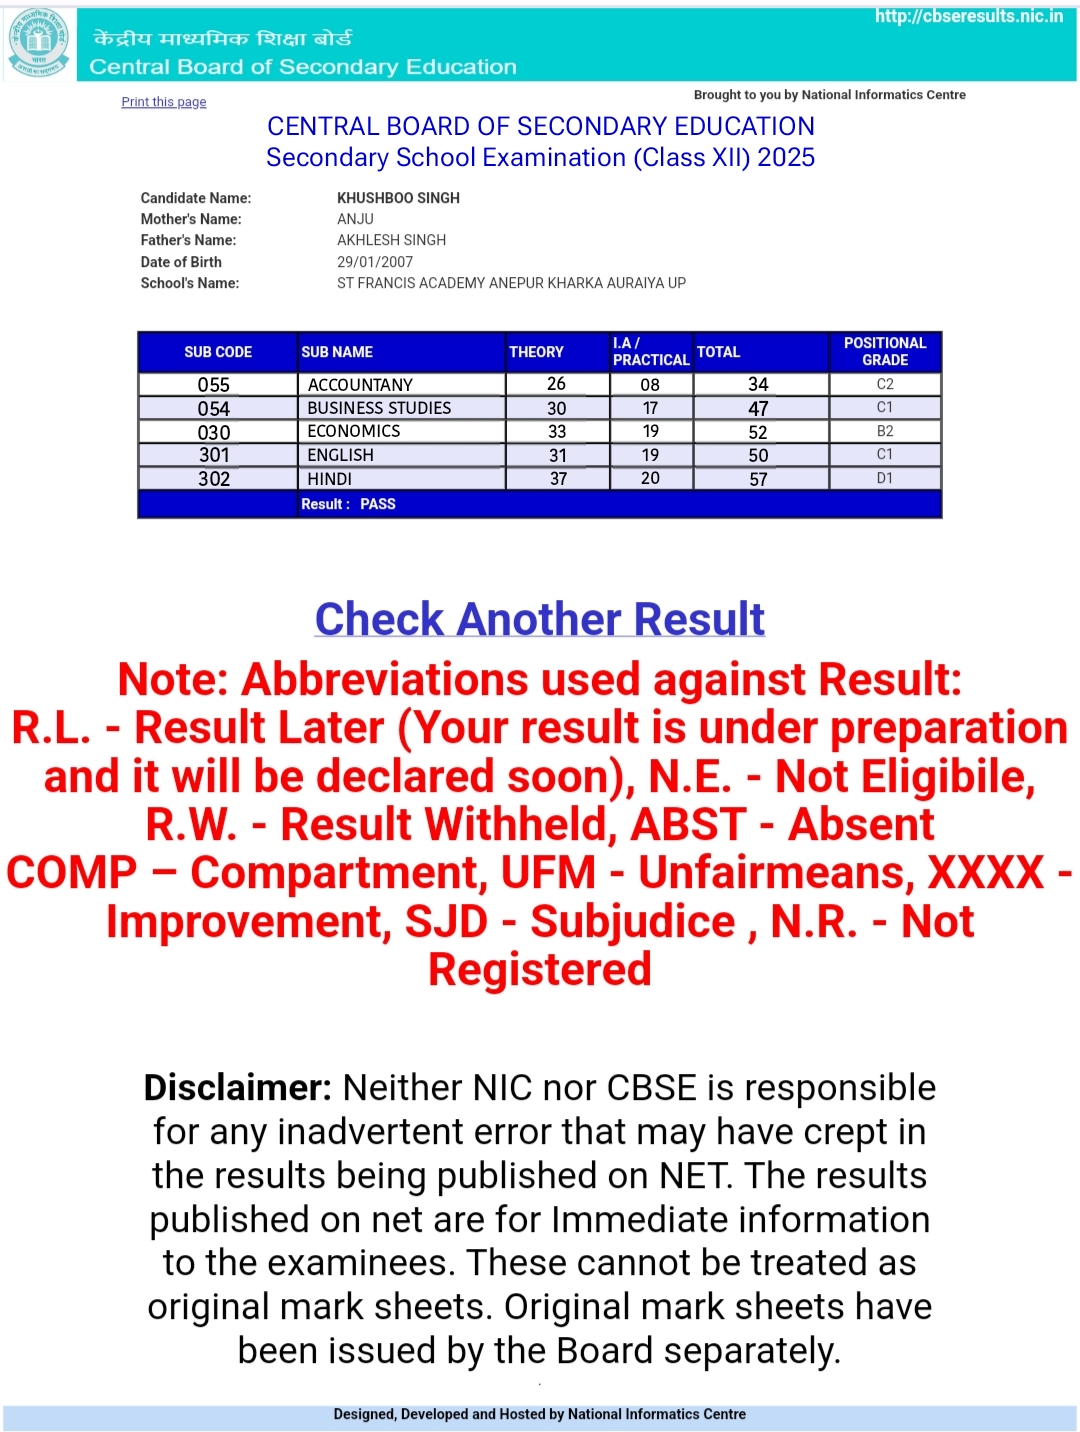 http://cbseresults.nic.in
केंद्रीय माध्यमिक शिक्षा बोर्ड
Central Board of Secondary Education
Print this page
Brought to you by National Informatics Centre
CENTRAL BOARD OF SECONDARY EDUCATION
Secondary School Examination (Class XII) 2025
Candidate Name: KHUSHBOO SINGH
Mother's Name: ANJU
Father's Name: AKHLESH SINGH
Date of Birth 29/01/2007
School's Name: ST FRANCIS ACADEMY ANEPUR KHARKA AURAIYA UP
SUB CODE SUB NAME THEORY I.A / PRACTICAL TOTAL POSITIONAL GRADE
055 ACCOUNTANY 26 08 34 C2
054 BUSINESS STUDIES 30 17 47 C1
030 ECONOMICS 33 19 52 B2
301 ENGLISH 31 19 50 C1
302 HINDI 37 20 57 D1
Result : PASS
Check Another Result
Note: Abbreviations used against Result:
R.L. - Result Later (Your result is under preparation
and it will be declared soon), N.E. - Not Eligibile,
R.W. - Result Withheld, ABST - Absent
COMP – Compartment, UFM - Unfairmeans, XXXX -
Improvement, SJD - Subjudice , N.R. - Not
Registered
Disclaimer: Neither NIC nor CBSE is responsible
for any inadvertent error that may have crept in
the results being published on NET. The results
published on net are for Immediate information
to the examinees. These cannot be treated as
original mark sheets. Original mark sheets have
been issued by the Board separately.
.
Designed, Developed and Hosted by National Informatics Centre